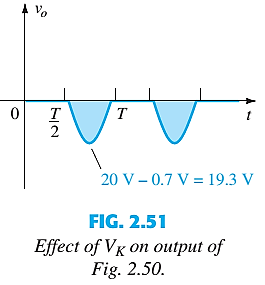 v_o
0 T/2 T t
20 V – 0.7 V = 19.3 V
FIG. 2.51
Effect of V_K on output of
Fig. 2.50.